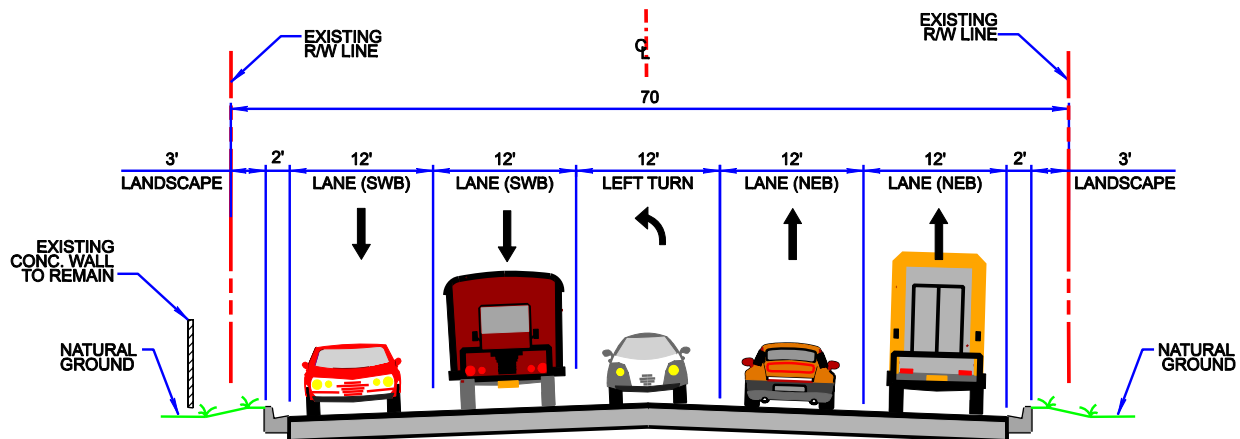 EXISTING
R/W LINE
℄
EXISTING
R/W LINE
70
3'
2'
12'
12'
12'
12'
12'
2'
3'
LANDSCAPE
LANE (SWB)
LANE (SWB)
LEFT TURN
LANE (NEB)
LANE (NEB)
LANDSCAPE
EXISTING
CONC. WALL
TO REMAIN
NATURAL
GROUND
NATURAL
GROUND